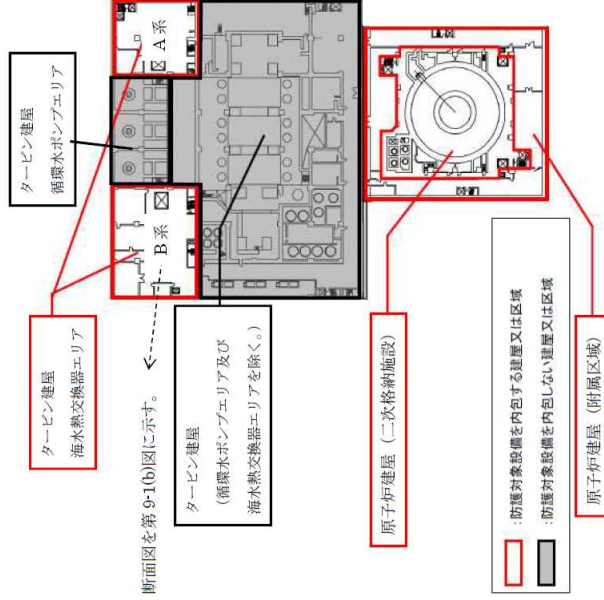 タービン建屋
循環水ポンプエリア
タービン建屋
海水熱交換器エリア
A系
B系
断面図を第 9-1(b)図に示す。
タービン建屋
(循環水ポンプエリア及び
海水熱交換器エリアを除く。)
原子炉建屋（二次格納施設）
:防護対象設備を内包する建屋又は区域
:防護対象設備を内包しない建屋又は区域
原子炉建屋（附属区域）